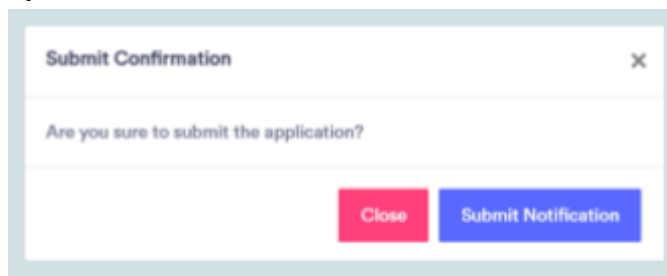 Submit Confirmation ×
Are you sure to submit the application?
Close Submit Notification